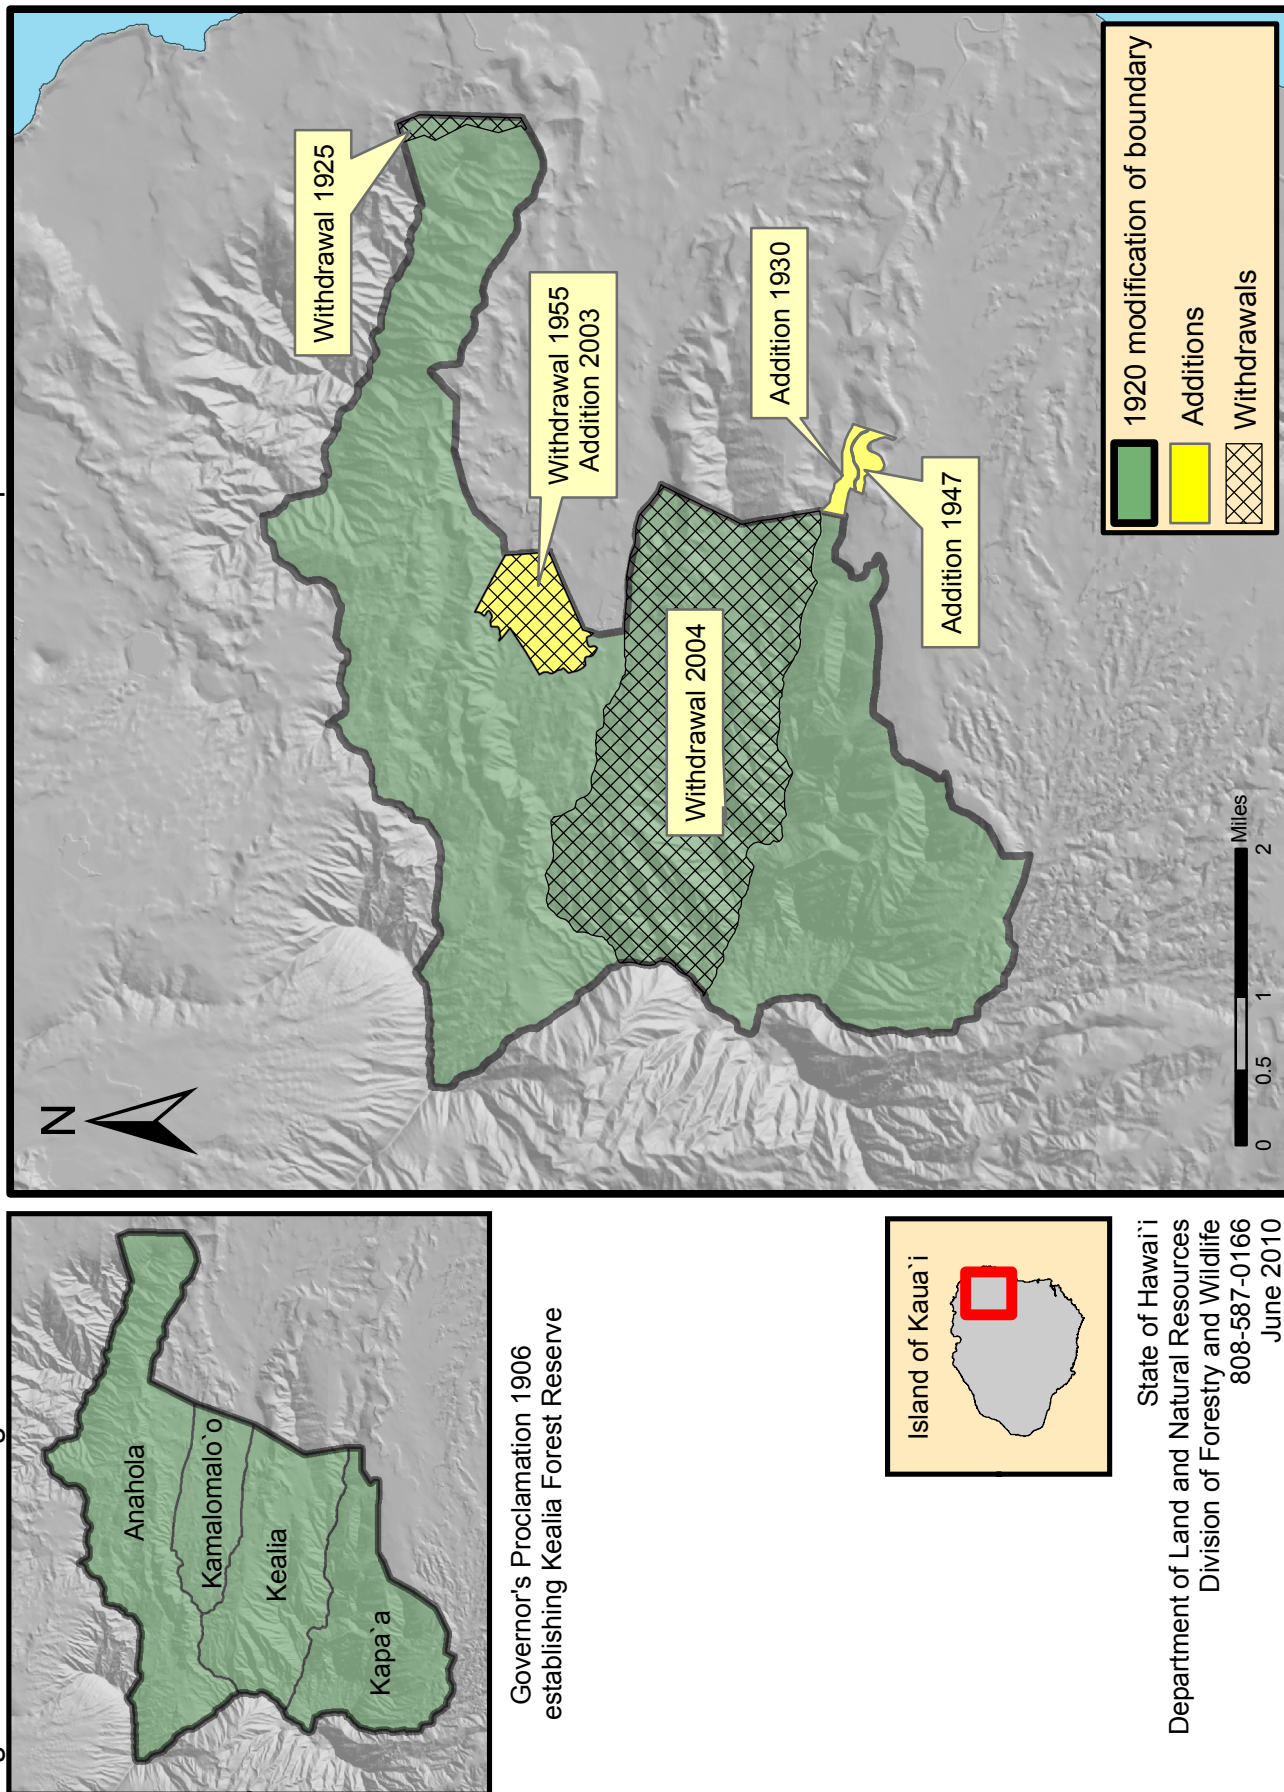 N
Withdrawal 1925
Withdrawal 1955
Addition 2003
Addition 1930
Addition 1947
Withdrawal 2004
1920 modification of boundary
Additions
Withdrawals
0 0.5 1 2
Miles
Anahola
Kamalomalo`o
Kealia
Kapa`a
Governor's Proclamation 1906
establishing Kealia Forest Reserve
Island of Kaua`i
State of Hawai`i
Department of Land and Natural Resources
Division of Forestry and Wildlife
808-587-0166
June 2010